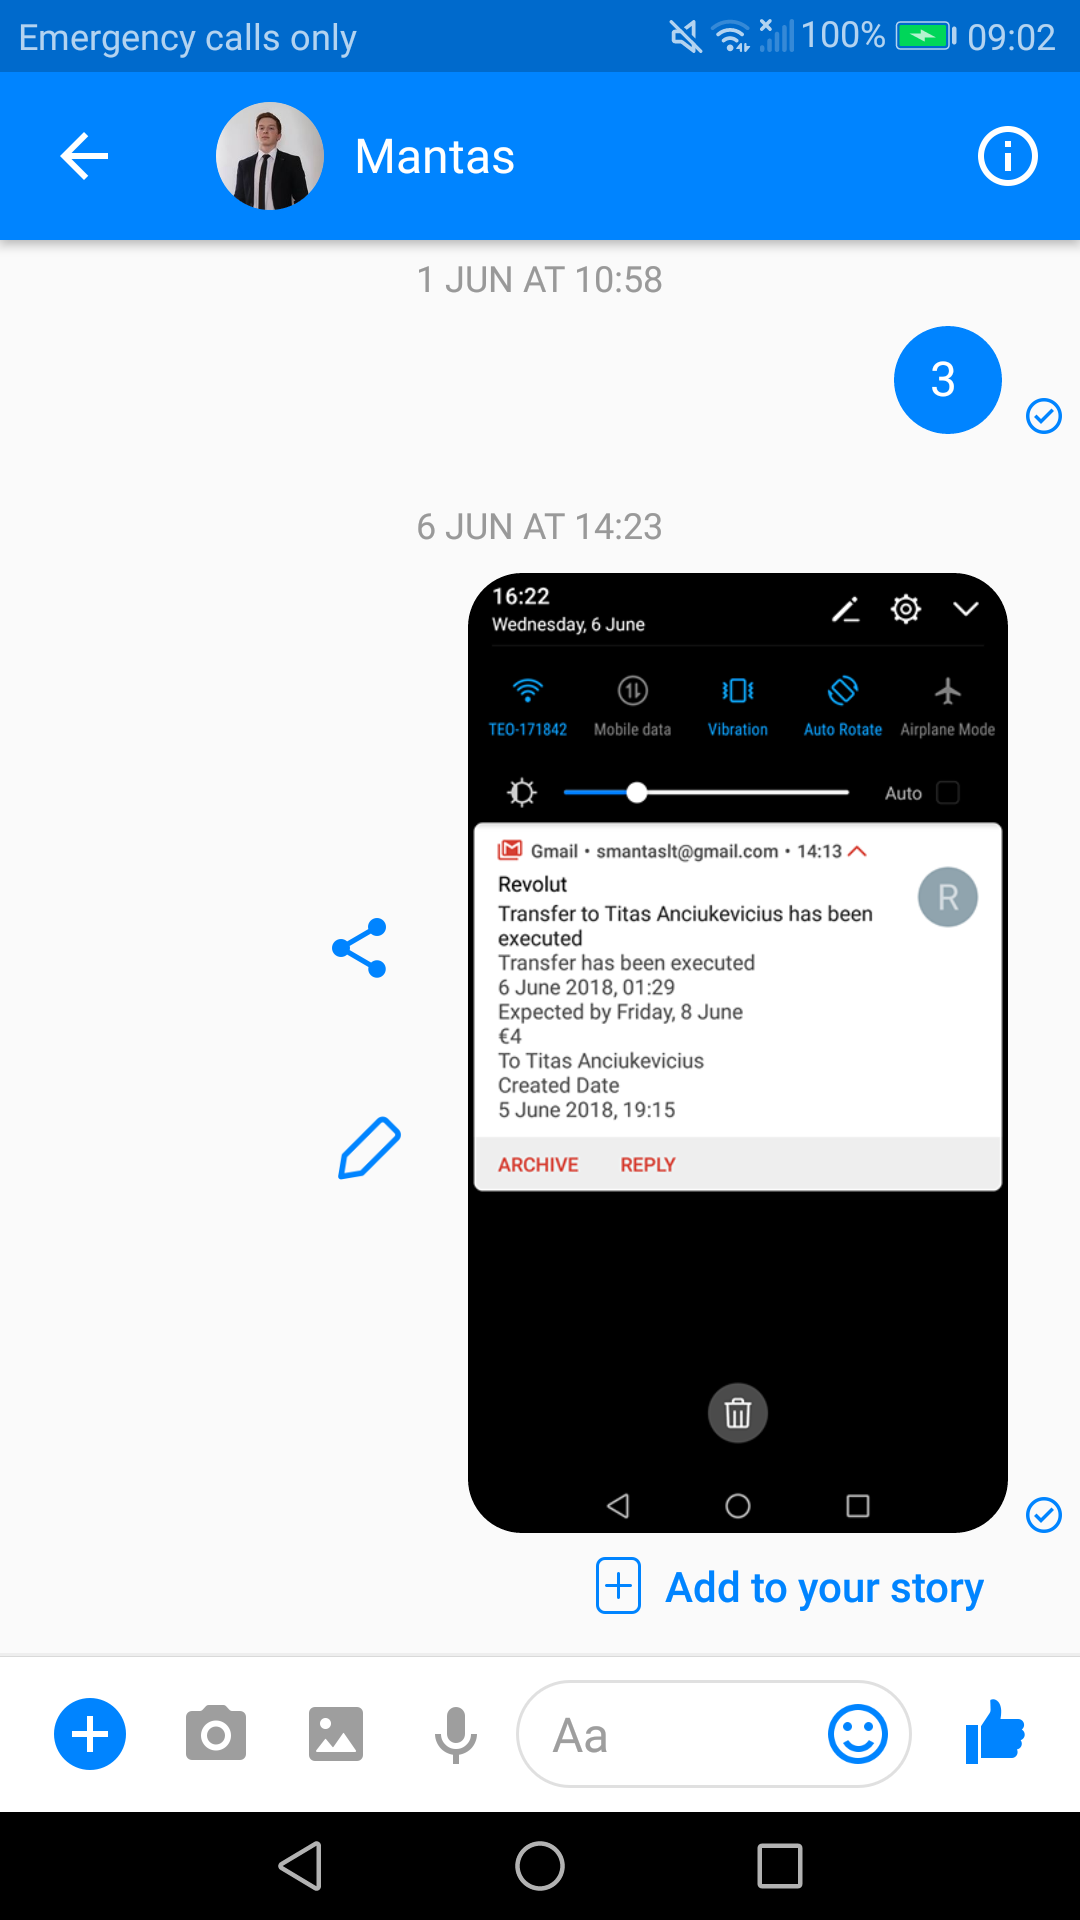 Emergency calls only 100% 09:02
Mantas
1 JUN AT 10:58
3
6 JUN AT 14:23
16:22
Wednesday, 6 June
TEO-171842 Mobile data Vibration Auto Rotate Airplane Mode
Auto
Gmail • smantaslt@gmail.com • 14:13
Revolut
R
Transfer to Titas Anciukevicius has been
executed
Transfer has been executed
6 June 2018, 01:29
Expected by Friday, 8 June
€4
To Titas Anciukevicius
Created Date
5 June 2018, 19:15
ARCHIVE REPLY
Add to your story
Aa